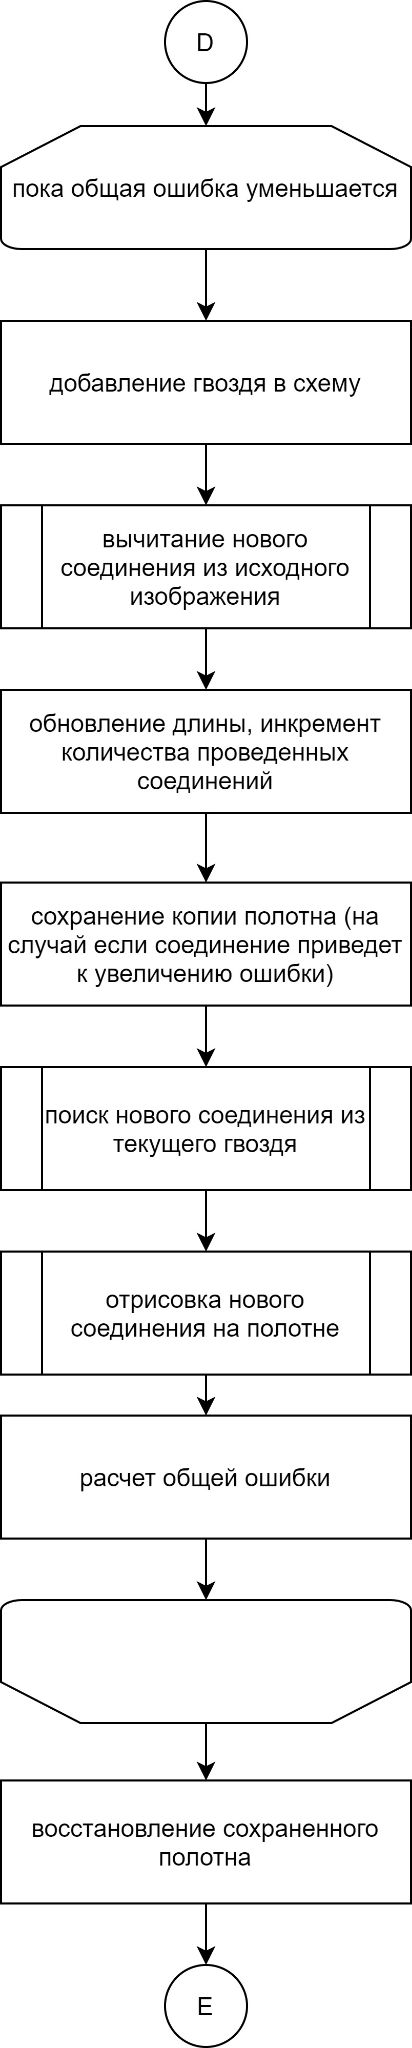 D
пока общая ошибка уменьшается
добавление гвоздя в схему
вычитание нового
соединения из исходного
изображения
обновление длины, инкремент
количества проведенных
соединений
сохранение копии полотна (на
случай если соединение приведет
к увеличению ошибки)
поиск нового соединения из
текущего гвоздя
отрисовка нового
соединения на полотне
расчет общей ошибки
восстановление сохраненного
полотна
E